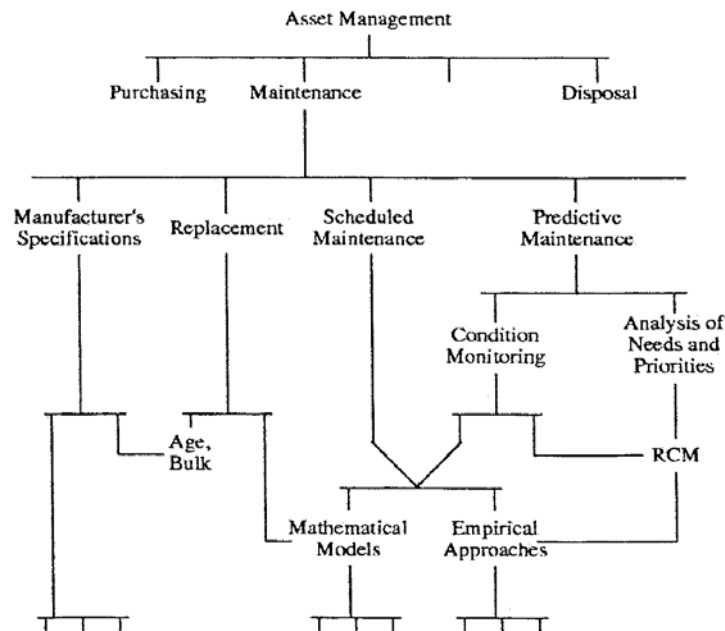 Asset Management
Purchasing
Maintenance
Disposal
Manufacturer's
Specifications
Replacement
Scheduled
Maintenance
Predictive
Maintenance
Condition
Monitoring
Analysis of
Needs and
Priorities
Age,
Bulk
RCM
Mathematical
Models
Empirical
Approaches